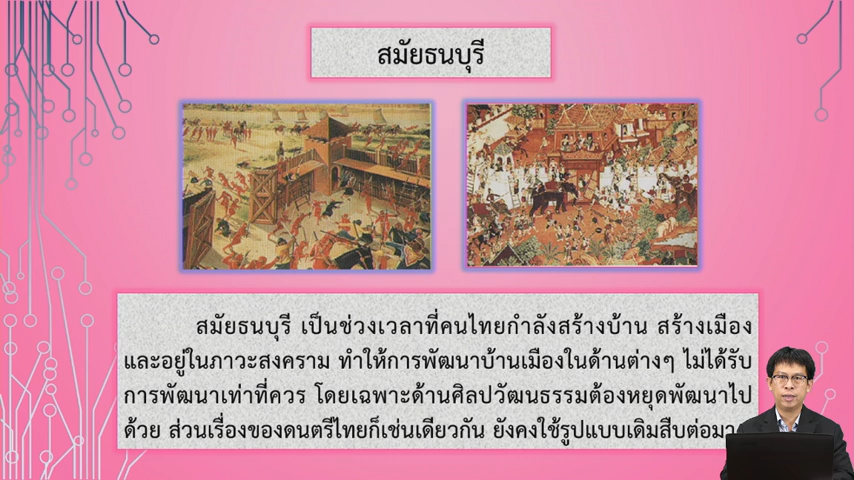 สมัยธนบุรี
สมัยธนบุรี เป็นช่วงเวลาที่คนไทยกำลังสร้างบ้าน สร้างเมือง
และอยู่ในภาวะสงคราม ทำให้การพัฒนาบ้านเมืองในด้านต่างๆ ไม่ได้รับ
การพัฒนาเท่าที่ควร โดยเฉพาะด้านศิลปวัฒนธรรมต้องหยุดพัฒนาไป
ด้วย ส่วนเรื่องของดนตรีไทยก็เช่นเดียวกัน ยังคงใช้รูปแบบเดิมสืบต่อมา